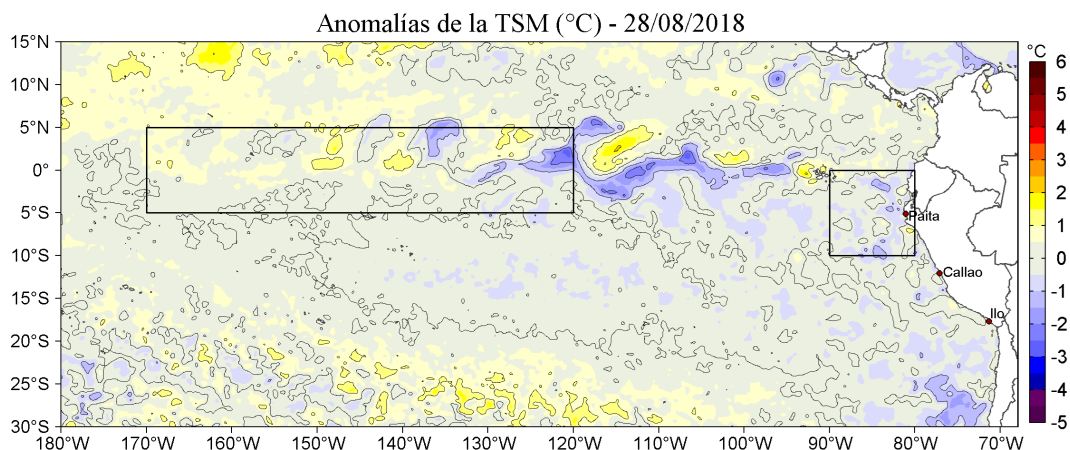 Anomalías de la TSM (°C) - 28/08/2018
15°N
10°N
5°N
0°
5°S
10°S
15°S
20°S
25°S
30°S
180°W
170°W
160°W
150°W
140°W
130°W
120°W
110°W
100°W
90°W
80°W
70°W
Paita
Callao
Ilo
°C
6
5
4
3
2
1
0
-1
-2
-3
-4
-5